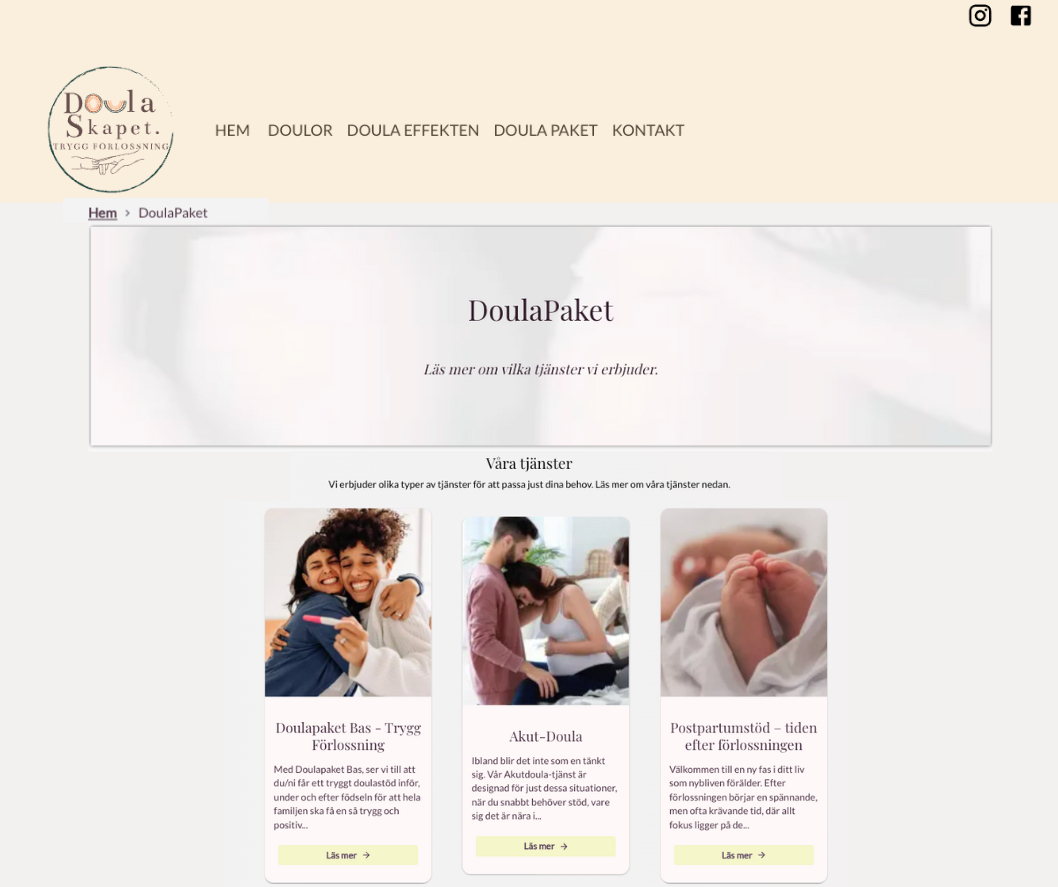 Doula
Skapet.
TRYGG FÖRLOSSNING
HEM DOULOR DOULA EFFEKTEN DOULA PAKET KONTAKT
Hem > DoulaPaket
DoulaPaket
Läs mer om vilka tjänster vi erbjuder.
Våra tjänster
Vi erbjuder olika typer av tjänster för att passa just dina behov. Läs mer om våra tjänster nedan.
Doulapaket Bas - Trygg
Förlossning
Med Doulapaket Bas, ser vi till att
du/ni får ett tryggt doulastöd inför,
under och efter födseln för att hela
familjen ska få en så trygg och
positiv...
Läs mer →
Akut-Doula
Ibland blir det inte som en tänkt
sig. Vår Akutdoula-tjänst är
designad för just dessa situationer,
när du snabbt behöver stöd, vare
sig det är nära i...
Läs mer →
Postpartumstöd – tiden
efter förlossningen
Välkommen till en ny fas i ditt liv
som nybliven förälder. Efter
förlossningen börjar en spännande,
men ofta krävande tid, där allt
fokus ligger på de...
Läs mer →